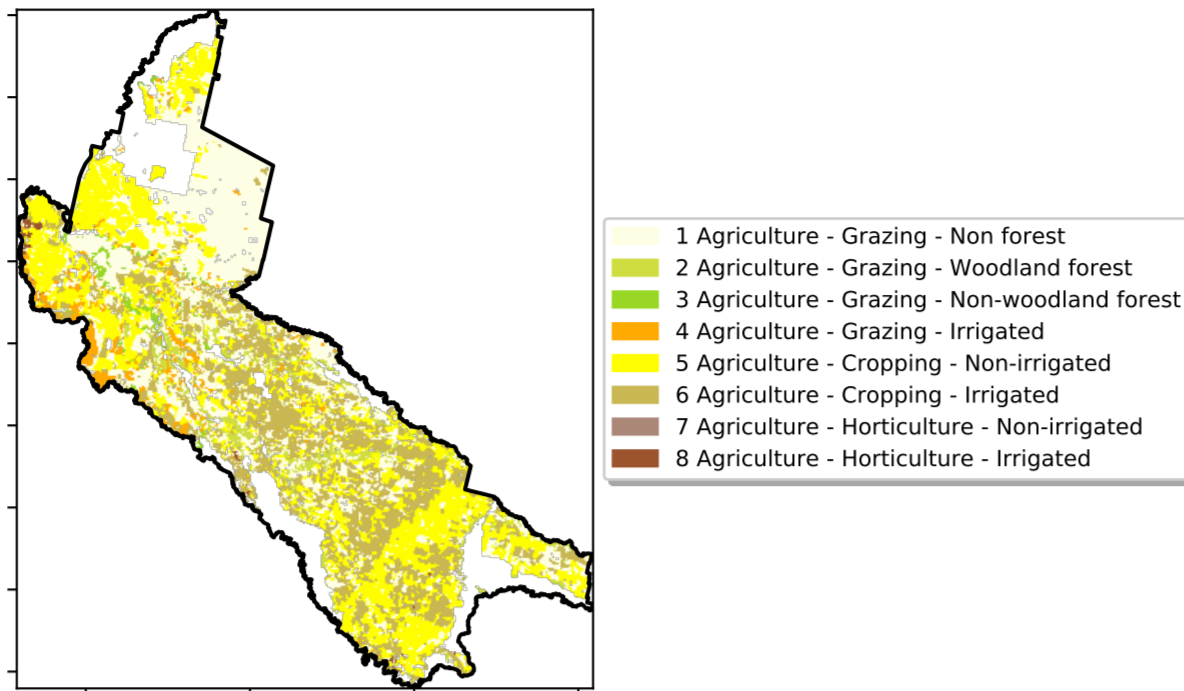 1 Agriculture - Grazing - Non forest
2 Agriculture - Grazing - Woodland forest
3 Agriculture - Grazing - Non-woodland forest
4 Agriculture - Grazing - Irrigated
5 Agriculture - Cropping - Non-irrigated
6 Agriculture - Cropping - Irrigated
7 Agriculture - Horticulture - Non-irrigated
8 Agriculture - Horticulture - Irrigated